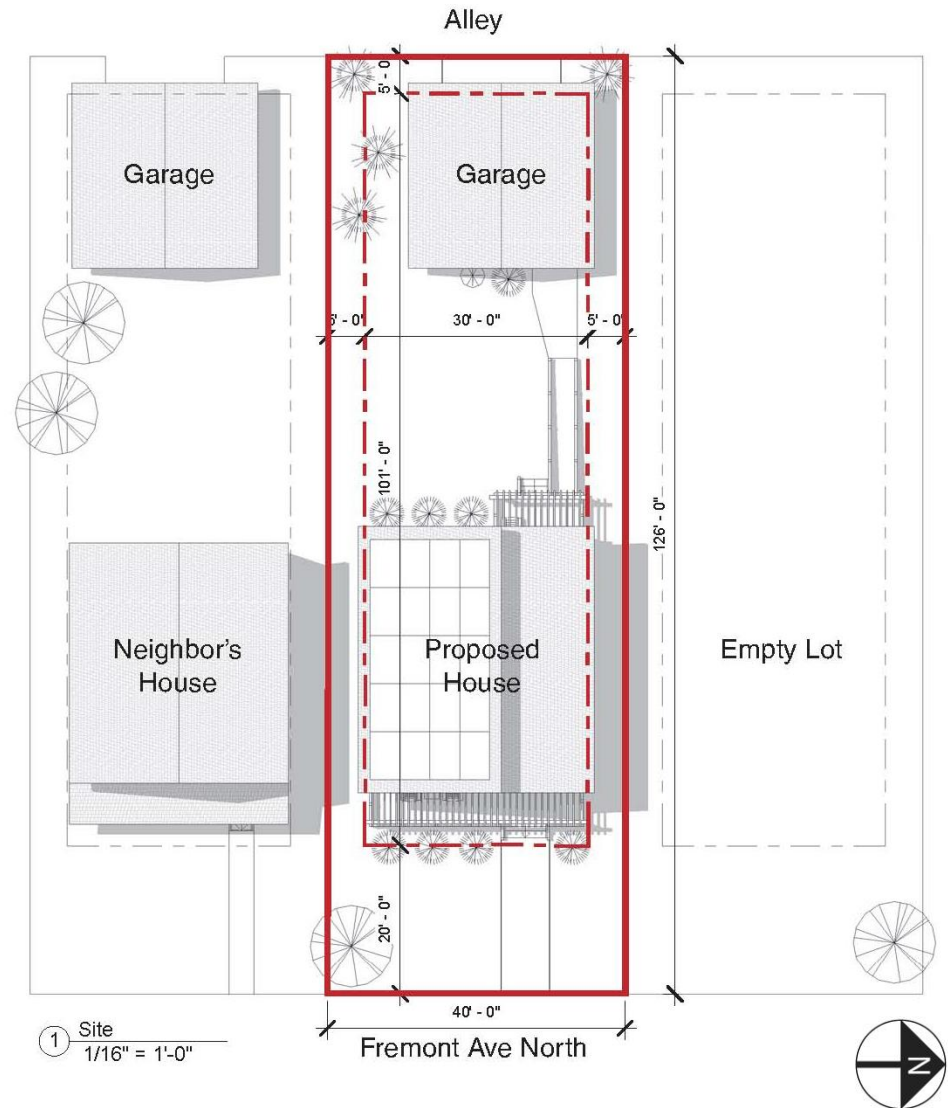 Alley
5' - 0"
Garage
Garage
5' - 0"
30' - 0"
5' - 0"
101' - 0"
126' - 0"
Neighbor's
House
Proposed
House
Empty Lot
20' - 0"
40' - 0"
1
Site
1/16" = 1'-0"
Fremont Ave North
N